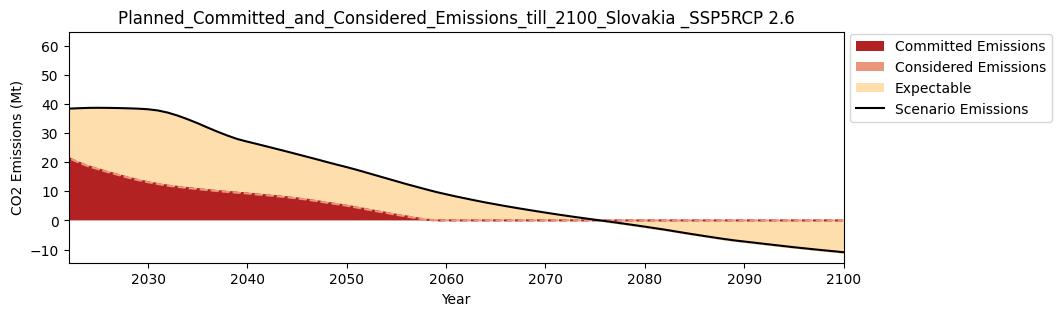 Planned_Committed_and_Considered_Emissions_till_2100_Slovakia _SSP5RCP 2.6
Committed Emissions
Considered Emissions
Expectable
Scenario Emissions
CO2 Emissions (Mt)
60
50
40
30
20
10
0
−10
2030
2040
2050
2060
2070
2080
2090
2100
Year